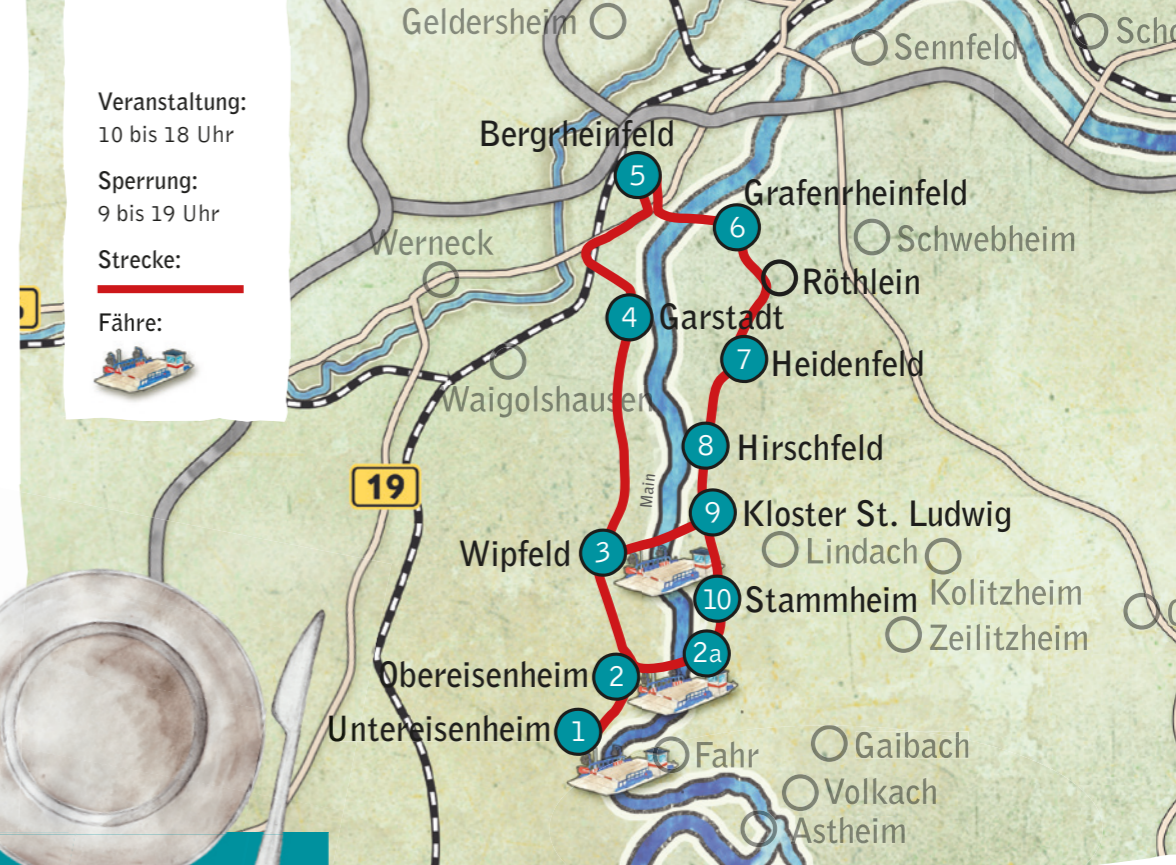 Veranstaltung:
10 bis 18 Uhr
Sperrung:
9 bis 19 Uhr
Strecke:
Fähre:
Geldersheim
Sennfeld
Bergrheinfeld
5
Grafenrheinfeld
6
Schwebheim
Werneck
Röthlein
4 Garstadt
7 Heidenfeld
Waigolshausen
8 Hirschfeld
19
Main
9 Kloster St. Ludwig
Wipfeld 3
Lindach
Kolitzheim
10 Stammheim
Zeilitzheim
2a
Obereisenheim 2
Untereisenheim 1
Fahr
Gaibach
Volkach
Astheim